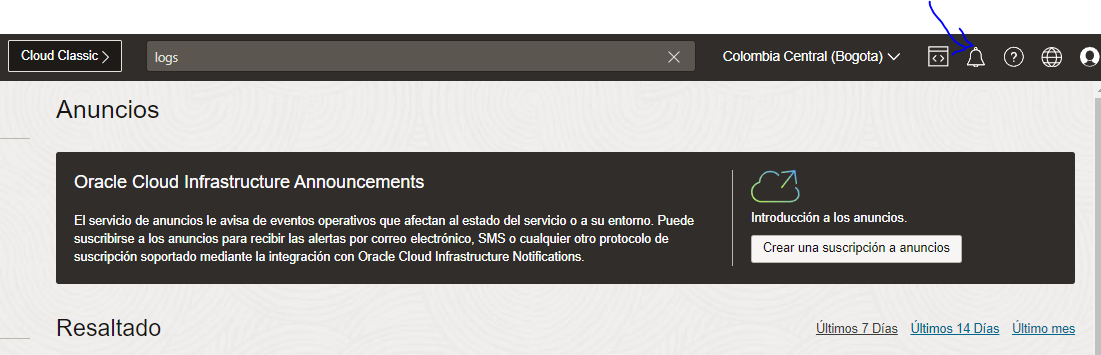 Cloud Classic
logs
Colombia Central (Bogota)
Anuncios
Oracle Cloud Infrastructure Announcements
El servicio de anuncios le avisa de eventos operativos que afectan al estado del servicio o a su entorno. Puede
suscribirse a los anuncios para recibir las alertas por correo electrónico, SMS o cualquier otro protocolo de
suscripción soportado mediante la integración con Oracle Cloud Infrastructure Notifications.
Introducción a los anuncios.
Crear una suscripción a anuncios
Resaltado
Últimos 7 Días
Últimos 14 Días
Último mes